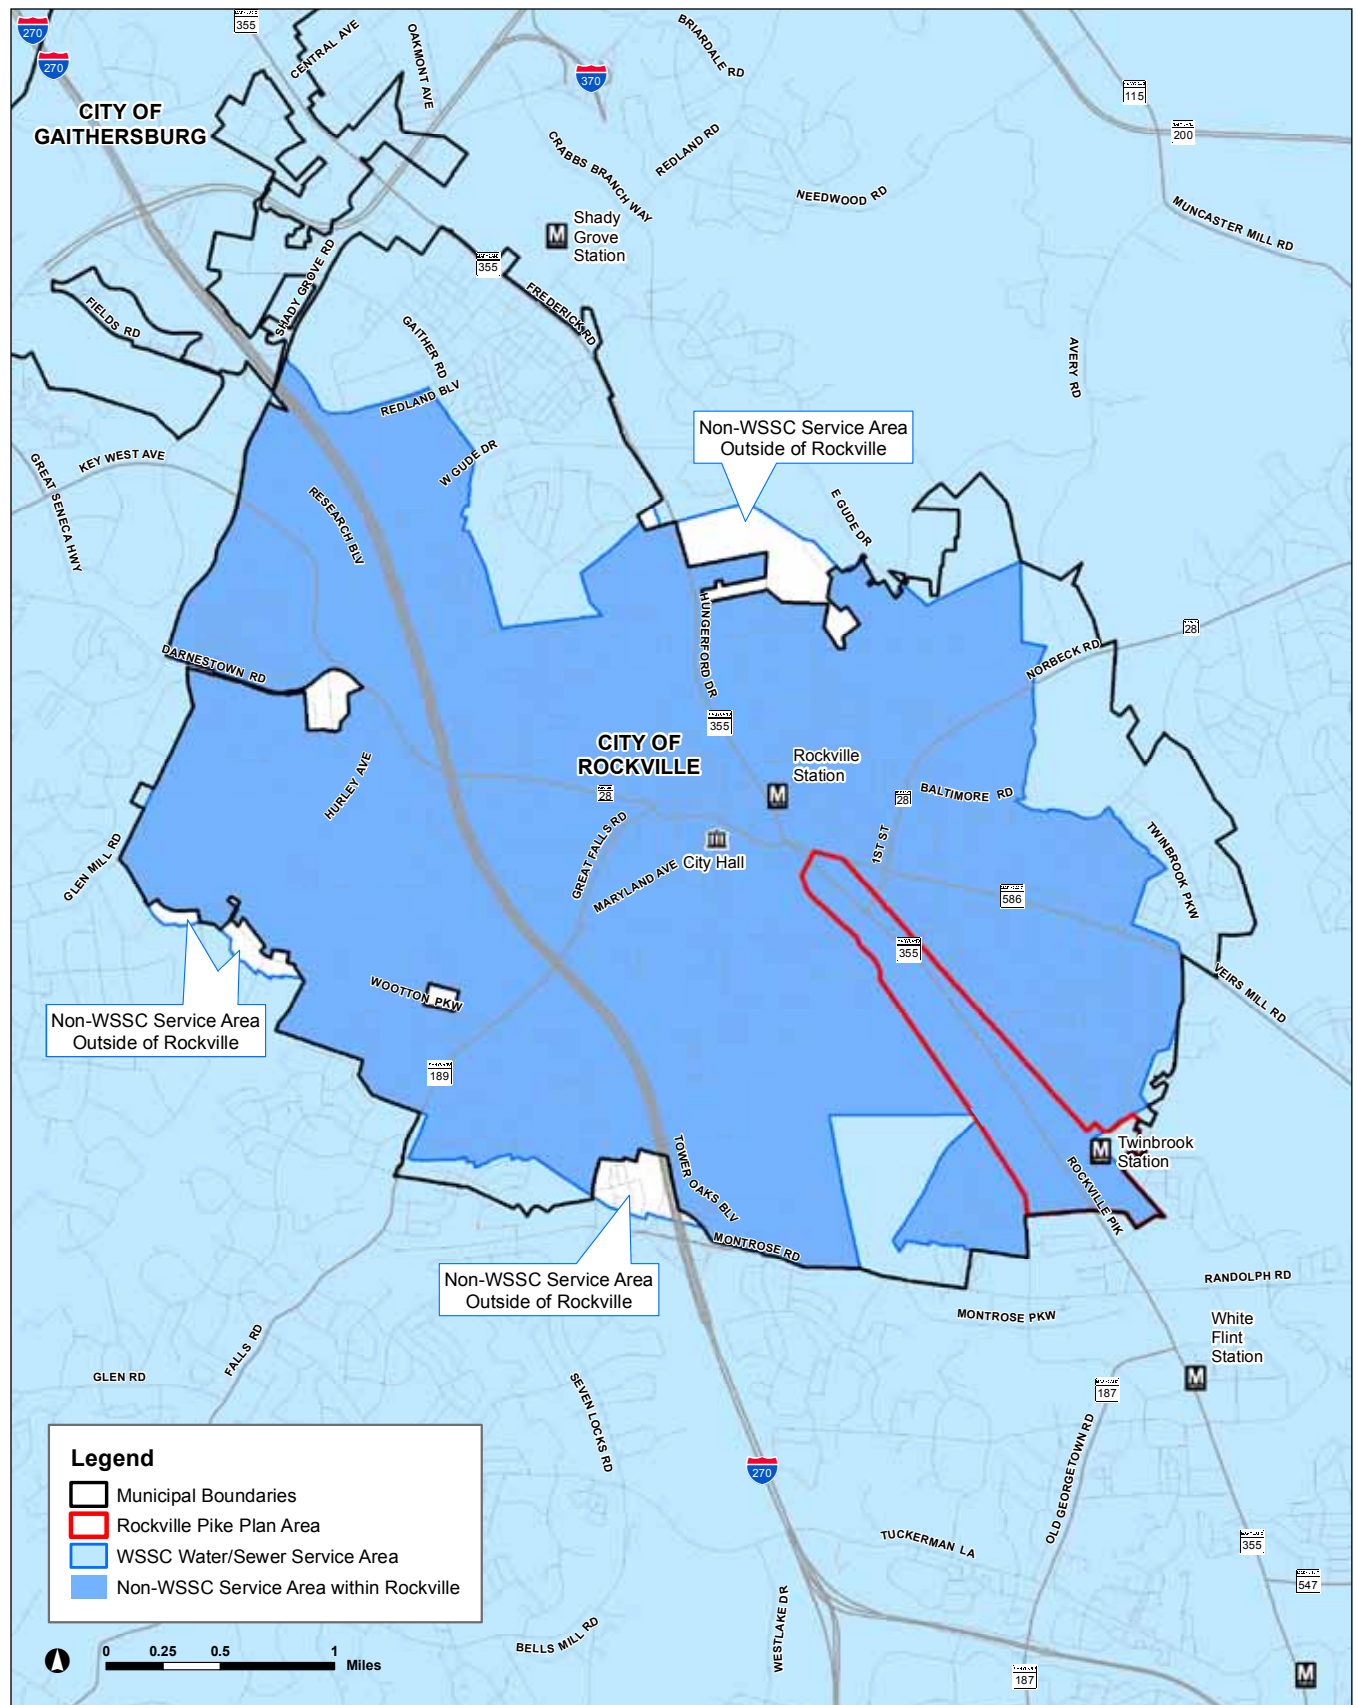 270
355
CENTRAL AVE
OAKMONT AVE
BRIARDALE RD
270
370
115
CITY OF
GAITHERSBURG
200
CRABBS BRANCH WAY
REDLAND RD
NEEDWOOD RD
MUNCASTER MILL RD
M
Shady
Grove
Station
SHADY GROVE RD
355
FIELDS RD
FREDERICK RD
GAITHER RD
AVERY RD
REDLAND BLV
Non-WSSC Service Area
Outside of Rockville
KEY WEST AVE
W GUDE DR
GREAT SENECA HWY
RESEARCH BLV
E GUDE DR
HUNGERFORD DR
28
NORBECK RD
DARNESTOWN RD
355
CITY OF
ROCKVILLE
Rockville
Station
M
28
28
BALTIMORE RD
HURLEY AVE
GREAT FALLS RD
1ST ST
TWINBROOK PKW
City Hall
GLEN MILL RD
MARYLAND AVE
586
355
VEIRS MILL RD
WOOTTON PKW
Non-WSSC Service Area
Outside of Rockville
189
TOWER OAKS BLV
M
Twinbrook
Station
ROCKVILLE PIK
MONTROSE RD
Non-WSSC Service Area
Outside of Rockville
RANDOLPH RD
MONTROSE PKW
White
Flint
Station
FALLS RD
GLEN RD
M
187
SEVEN LOCKS RD
OLD GEORGETOWN RD
270
Legend
Municipal Boundaries
Rockville Pike Plan Area
WSSC Water/Sewer Service Area
Non-WSSC Service Area within Rockville
TUCKERMAN LA
355
547
WESTLAKE DR
BELLS MILL RD
0 0.25 0.5 1
Miles
187
M